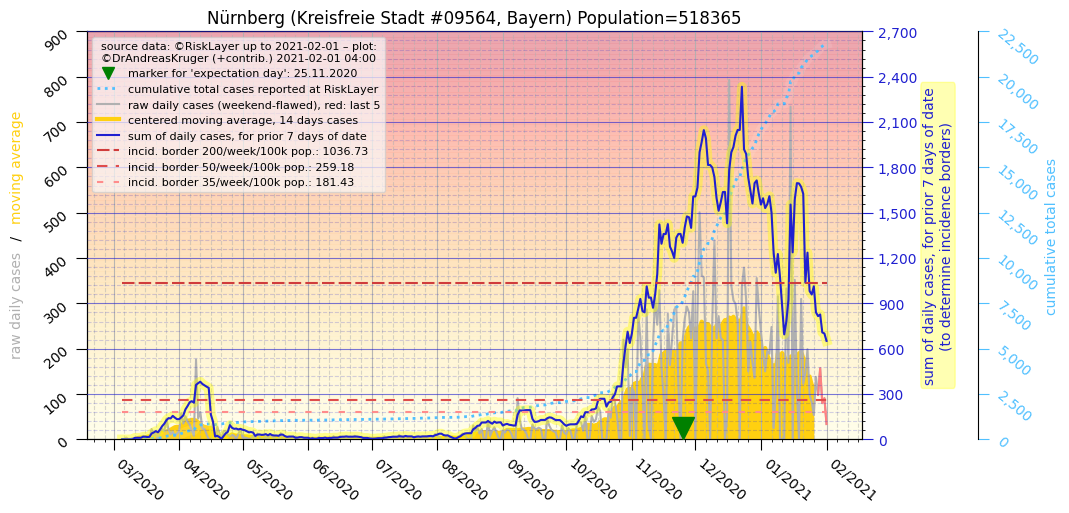 Nürnberg (Kreisfreie Stadt #09564, Bayern) Population=518365
source data: ©RiskLayer up to 2021-02-01 – plot:
©DrAndreasKruger (+contrib.) 2021-02-01 04:00
marker for 'expectation day': 25.11.2020
cumulative total cases reported at RiskLayer
raw daily cases (weekend-flawed), red: last 5
centered moving average, 14 days cases
sum of daily cases, for prior 7 days of date
incid. border 200/week/100k pop.: 1036.73
incid. border 50/week/100k pop.: 259.18
incid. border 35/week/100k pop.: 181.43
raw daily cases / moving average
900
800
700
600
500
400
300
200
100
0
03/2020
04/2020
05/2020
06/2020
07/2020
08/2020
09/2020
10/2020
11/2020
12/2020
01/2021
02/2021
2,700
2,400
2,100
1,800
1,500
1,200
900
600
300
0
sum of daily cases, for prior 7 days of date
(to determine incidence borders)
22,500
20,000
17,500
15,000
12,500
10,000
7,500
5,000
2,500
0
cumulative total cases